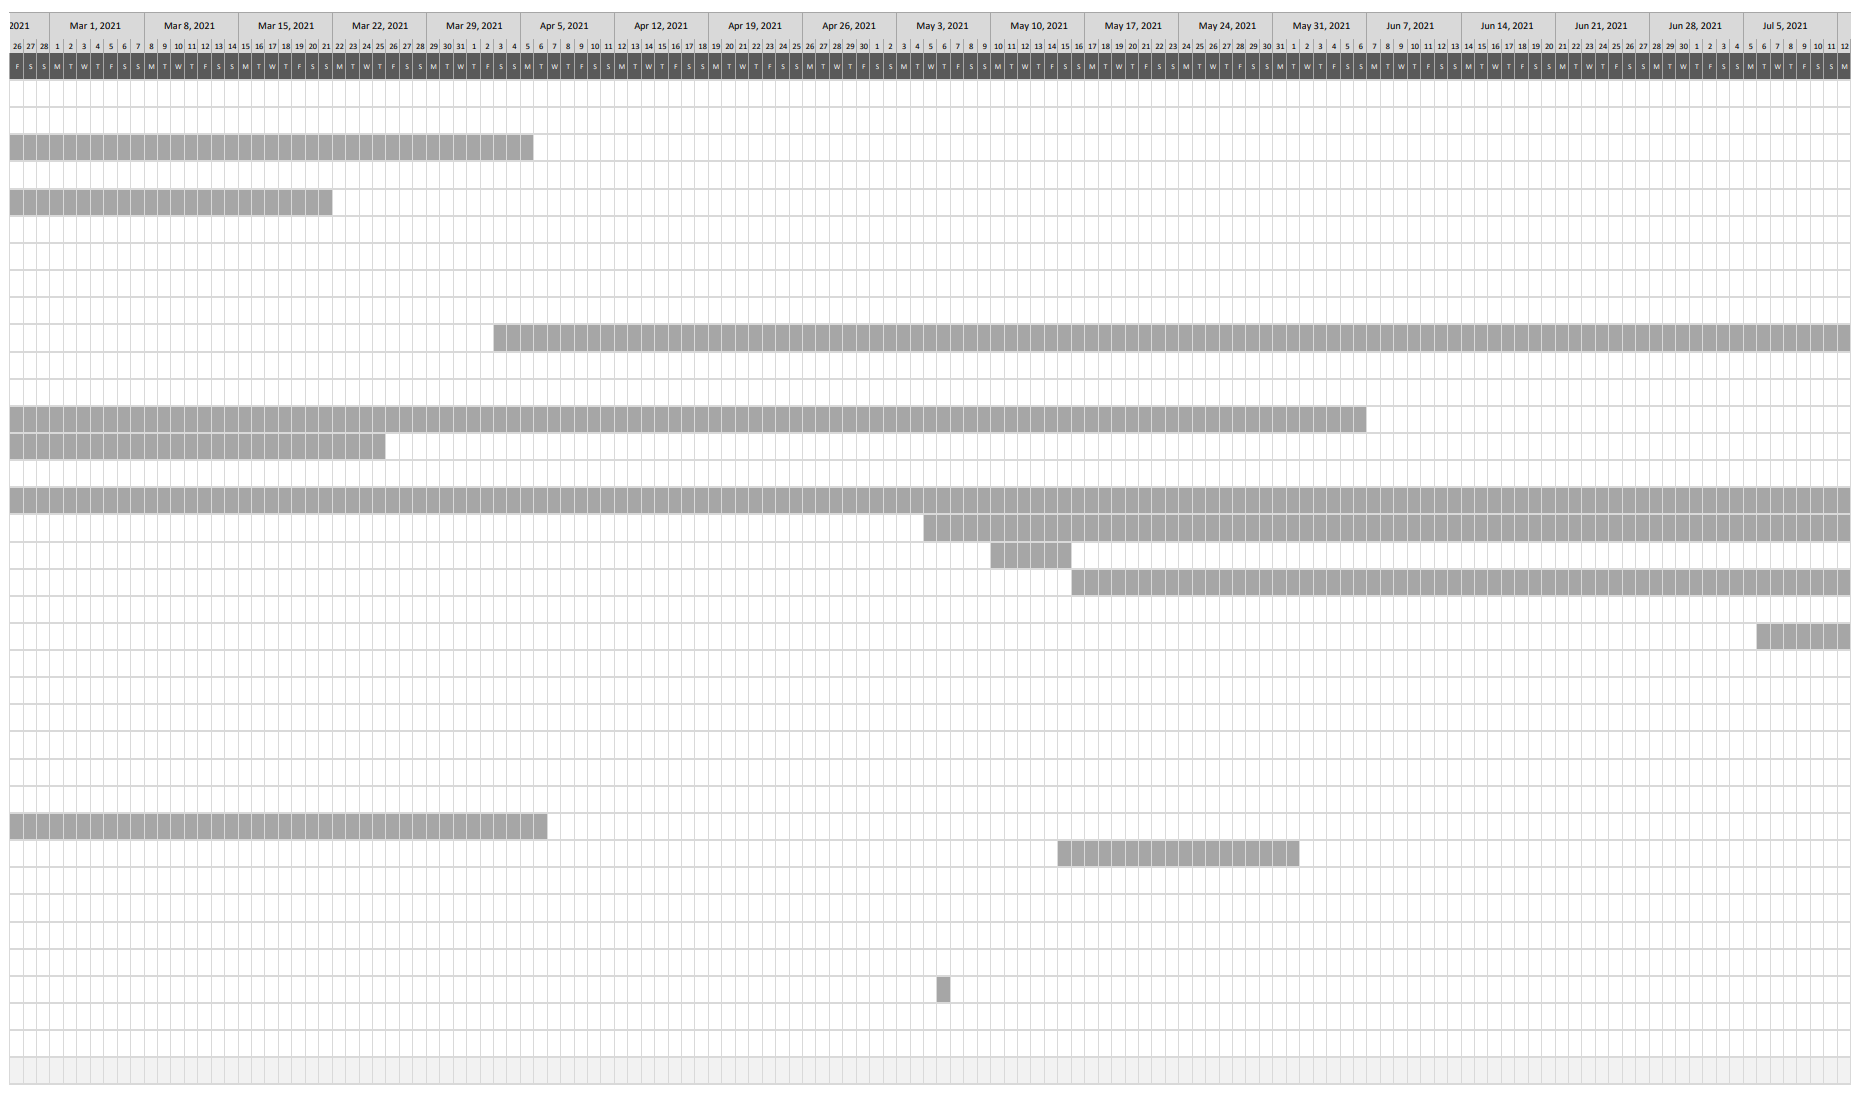 2021 Mar 1, 2021 Mar 8, 2021 Mar 15, 2021 Mar 22, 2021 Mar 29, 2021 Apr 5, 2021 Apr 12, 2021 Apr 19, 2021 Apr 26, 2021 May 3, 2021 May 10, 2021 May 17, 2021 May 24, 2021 May 31, 2021 Jun 7, 2021 Jun 14, 2021 Jun 21, 2021 Jun 28, 2021 Jul 5, 2021
26 27 28 1 2 3 4 5 6 7 8 9 10 11 12 13 14 15 16 17 18 19 20 21 22 23 24 25 26 27 28 29 30 31 1 2 3 4 5 6 7 8 9 10 11 12 13 14 15 16 17 18 19 20 21 22 23 24 25 26 27 28 29 30 1 2 3 4 5 6 7 8 9 10 11 12 13 14 15 16 17 18 19 20 21 22 23 24 25 26 27 28 29 30 31 1 2 3 4 5 6 7 8 9 10 11 12 13 14 15 16 17 18 19 20 21 22 23 24 25 26 27 28 29 30 1 2 3 4 5 6 7 8 9 10 11 12
F S S M T W T F S S M T W T F S S M T W T F S S M T W T F S S M T W T F S S M T W T F S S M T W T F S S M T W T F S S M T W T F S S M T W T F S S M T W T F S S M T W T F S S M T W T F S S M T W T F S S M T W T F S S M T W T F S S M T W T F S S M T W T F S S M T W T F S S M